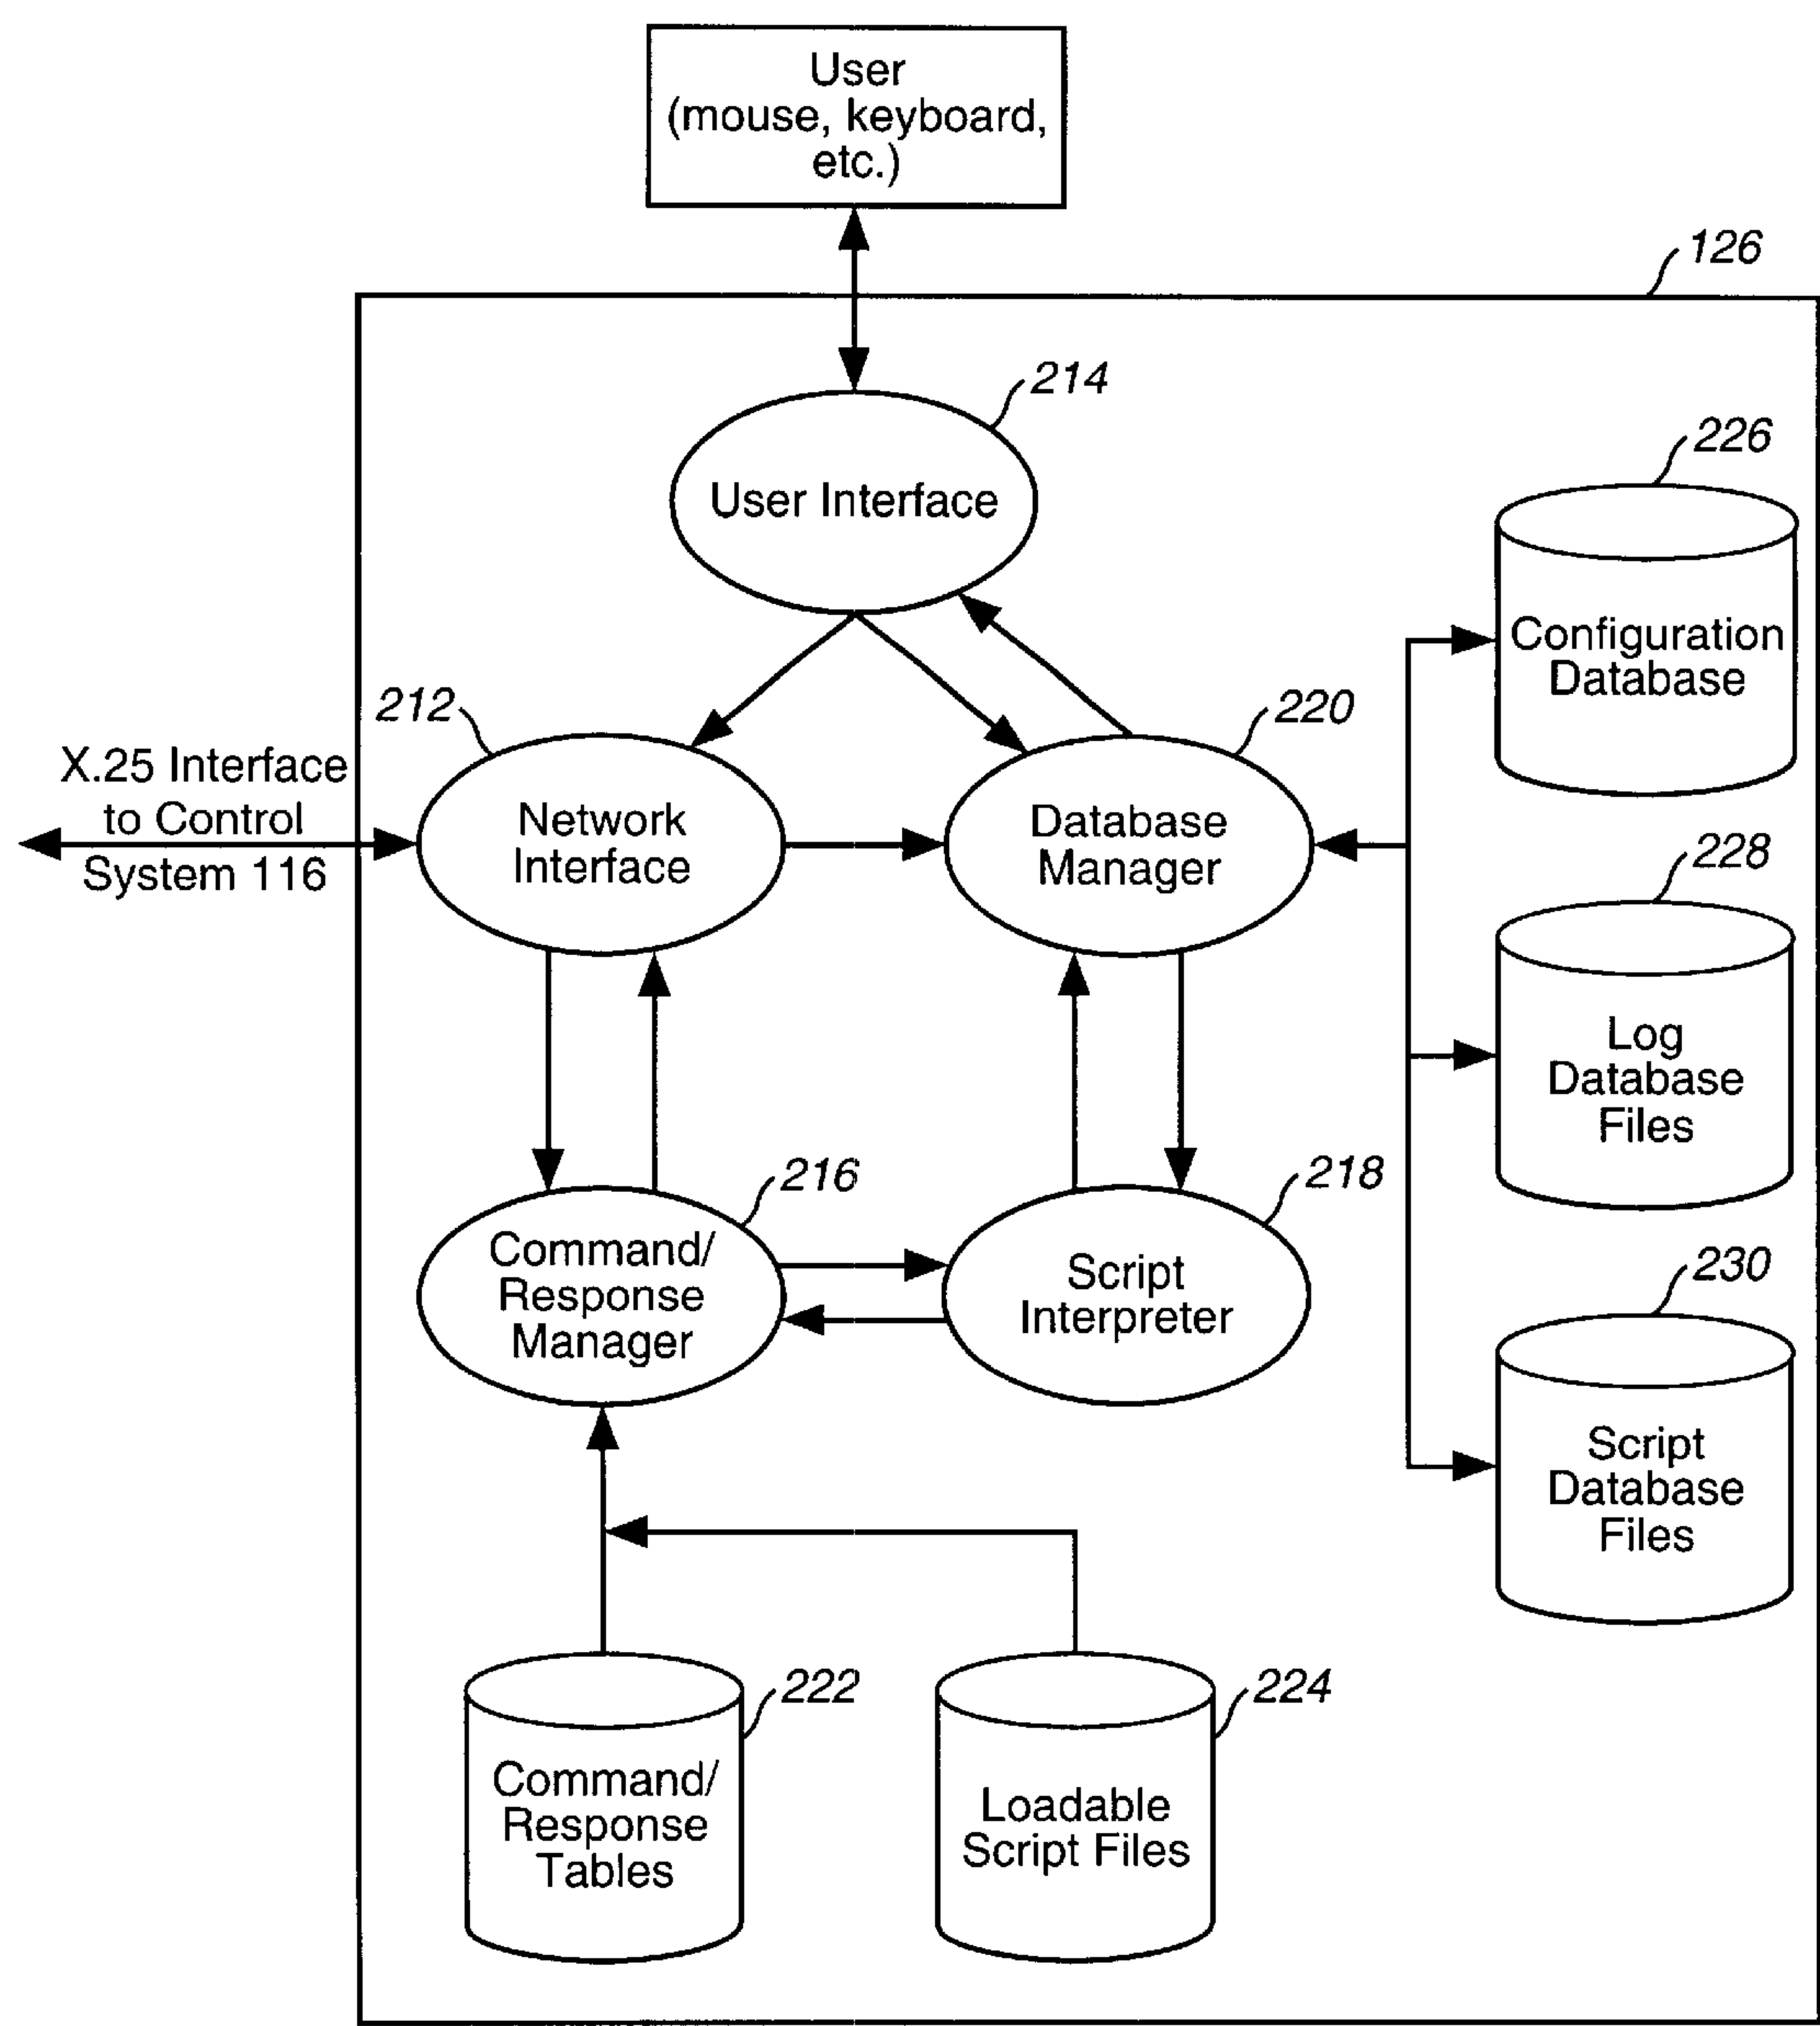 User
(mouse, keyboard,
etc.)
126
214
User Interface
226
Configuration
Database
212
220
X.25 Interface
to Control
System 116
Network
Interface
Database
Manager
228
Log
Database
Files
216
218
Command/
Response
Manager
Script
Interpreter
230
Script
Database
Files
222
224
Command/
Response
Tables
Loadable
Script Files